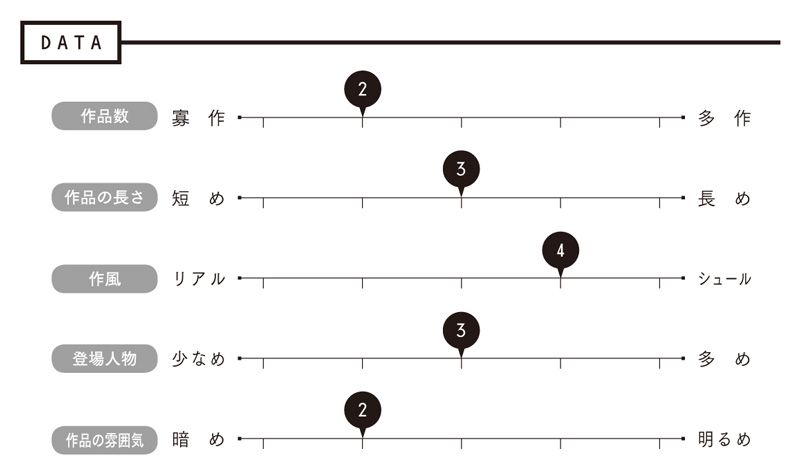 DATA
作品数 寡作 2 多作
作品の長さ 短め 3 長め
作風 リアル 4 シュール
登場人物 少なめ 3 多め
作品の雰囲気 暗め 2 明るめ